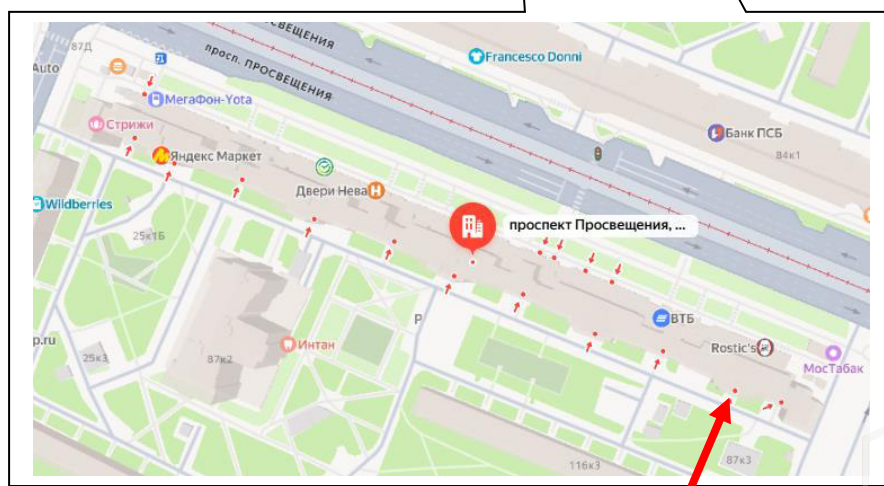 87Д
ПРОСВЕЩЕНИЯ
просп. ПРОСВЕЩЕНИЯ
Auto
Francesco Donni
МегаФон-Yota
Стрижи
Банк ПСБ
84к1
Яндекс Маркет
Двери Нева
Wildberries
проспект Просвещения, ...
25к1Б
P
ВТБ
Rostic's
p.ru
Интан
МосТабак
25к3
87к2
116к3
87к3